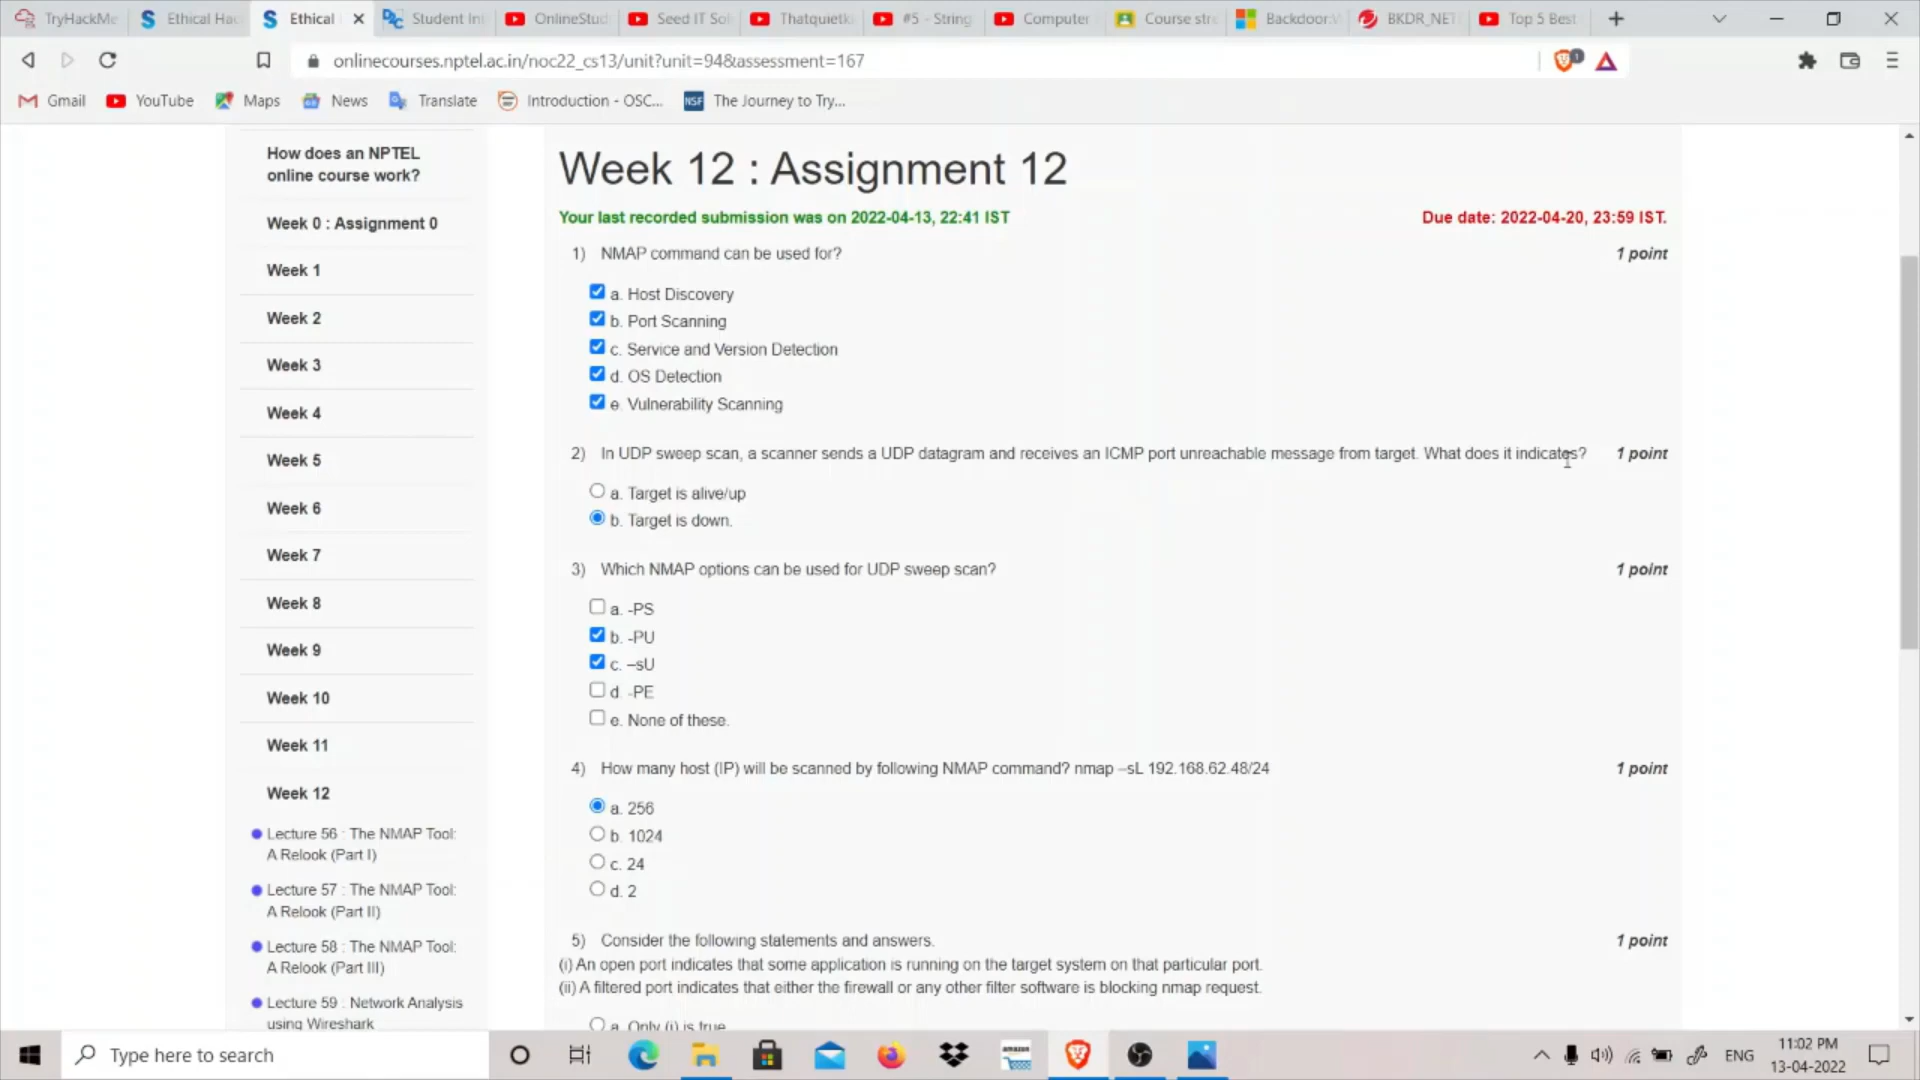 TryHackMe
Ethical Hac
Ethical
Student Int
OnlineStud
Seed IT Sol
Thatquietk
#5 - String
Computer
Course stre
Backdoor:V
BKDR_NET
Top 5 Best
onlinecourses.nptel.ac.in/noc22_cs13/unit?unit=94&assessment=167
1
Gmail
YouTube
Maps
News
Translate
Introduction - OSC...
NSF
The Journey to Try...
How does an NPTEL
online course work?
Week 0 : Assignment 0
Week 1
Week 2
Week 3
Week 4
Week 5
Week 6
Week 7
Week 8
Week 9
Week 10
Week 11
Week 12
Lecture 56 : The NMAP Tool:
A Relook (Part I)
Lecture 57 : The NMAP Tool:
A Relook (Part II)
Lecture 58 : The NMAP Tool:
A Relook (Part III)
Lecture 59 : Network Analysis
using Wireshark
Week 12 : Assignment 12
Your last recorded submission was on 2022-04-13, 22:41 IST
Due date: 2022-04-20, 23:59 IST.
1) NMAP command can be used for? 1 point
a. Host Discovery
b. Port Scanning
c. Service and Version Detection
d. OS Detection
e. Vulnerability Scanning
2) In UDP sweep scan, a scanner sends a UDP datagram and receives an ICMP port unreachable message from target. What does it indicates? 1 point
a. Target is alive/up
b. Target is down.
3) Which NMAP options can be used for UDP sweep scan? 1 point
a. -PS
b. -PU
c. –sU
d. -PE
e. None of these.
4) How many host (IP) will be scanned by following NMAP command? nmap –sL 192.168.62.48/24 1 point
a. 256
b. 1024
c. 24
d. 2
5) Consider the following statements and answers. 1 point
(i) An open port indicates that some application is running on the target system on that particular port.
(ii) A filtered port indicates that either the firewall or any other filter software is blocking nmap request.
a. Only (i) is true
Type here to search
amazon
ENG
11:02 PM
13-04-2022